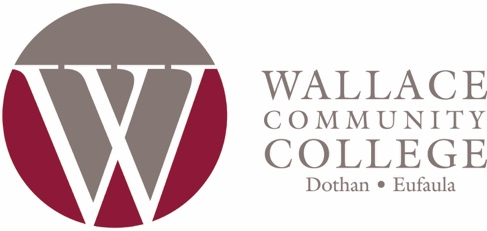 W
WALLACE
COMMUNITY
COLLEGE
Dothan • Eufaula